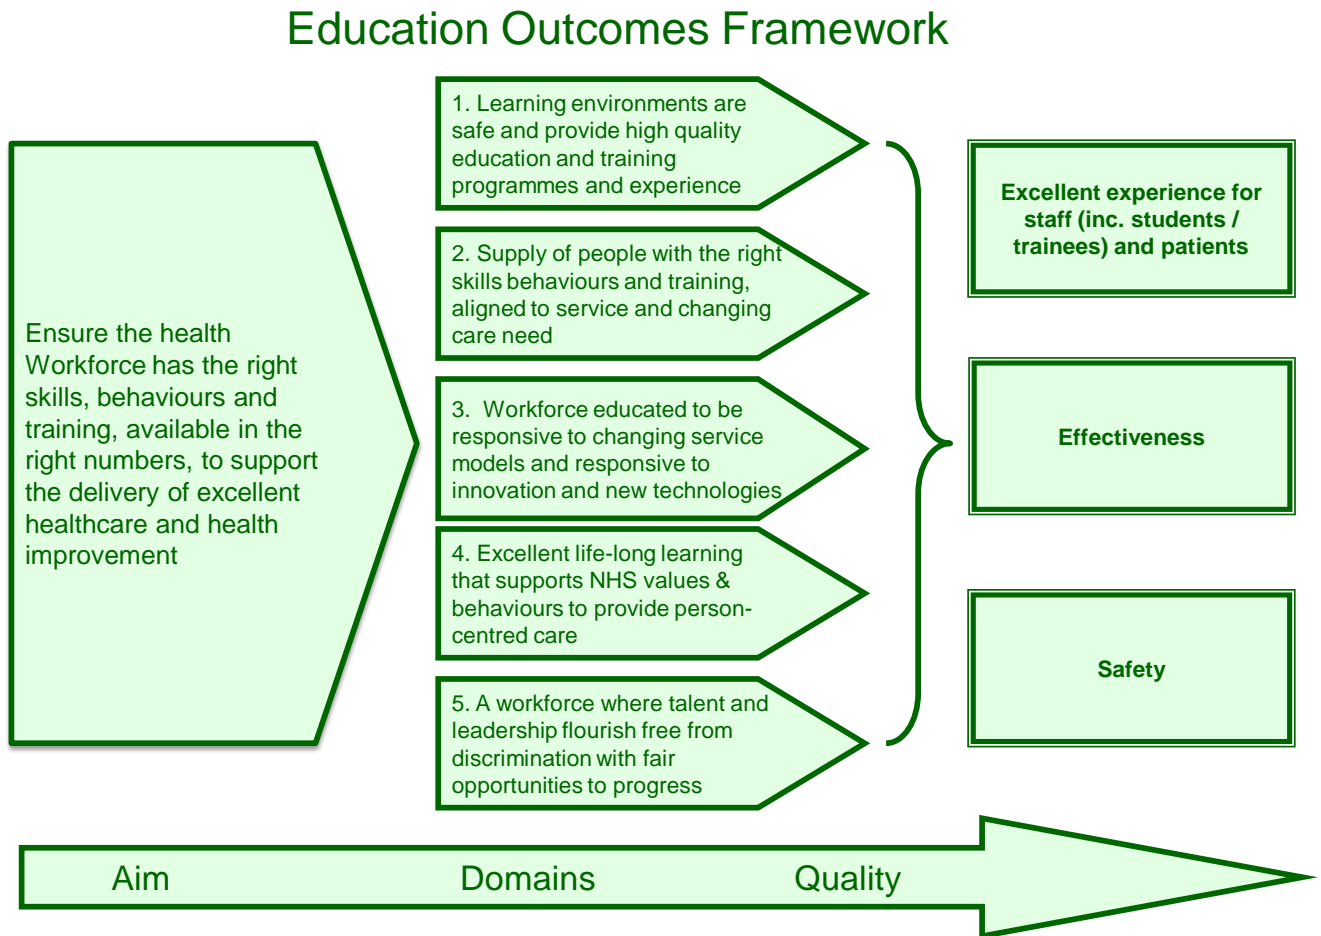 Education Outcomes Framework
Ensure the health
Workforce has the right
skills, behaviours and
training, available in the
right numbers, to support
the delivery of excellent
healthcare and health
improvement
1. Learning environments are
safe and provide high quality
education and training
programmes and experience
2. Supply of people with the right
skills behaviours and training,
aligned to service and changing
care need
3. Workforce educated to be
responsive to changing service
models and responsive to
innovation and new technologies
4. Excellent life-long learning
that supports NHS values &
behaviours to provide person-
centred care
5. A workforce where talent and
leadership flourish free from
discrimination with fair
opportunities to progress
Excellent experience for
staff (inc. students /
trainees) and patients
Effectiveness
Safety
Aim Domains Quality